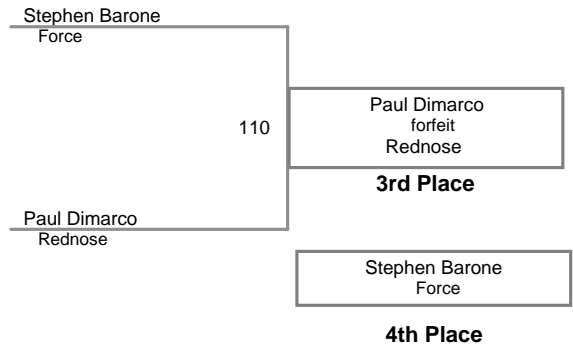 Stephen Barone
Force
110
Paul Dimarco
forfeit
Rednose
3rd Place
Paul Dimarco
Rednose
Stephen Barone
Force
4th Place